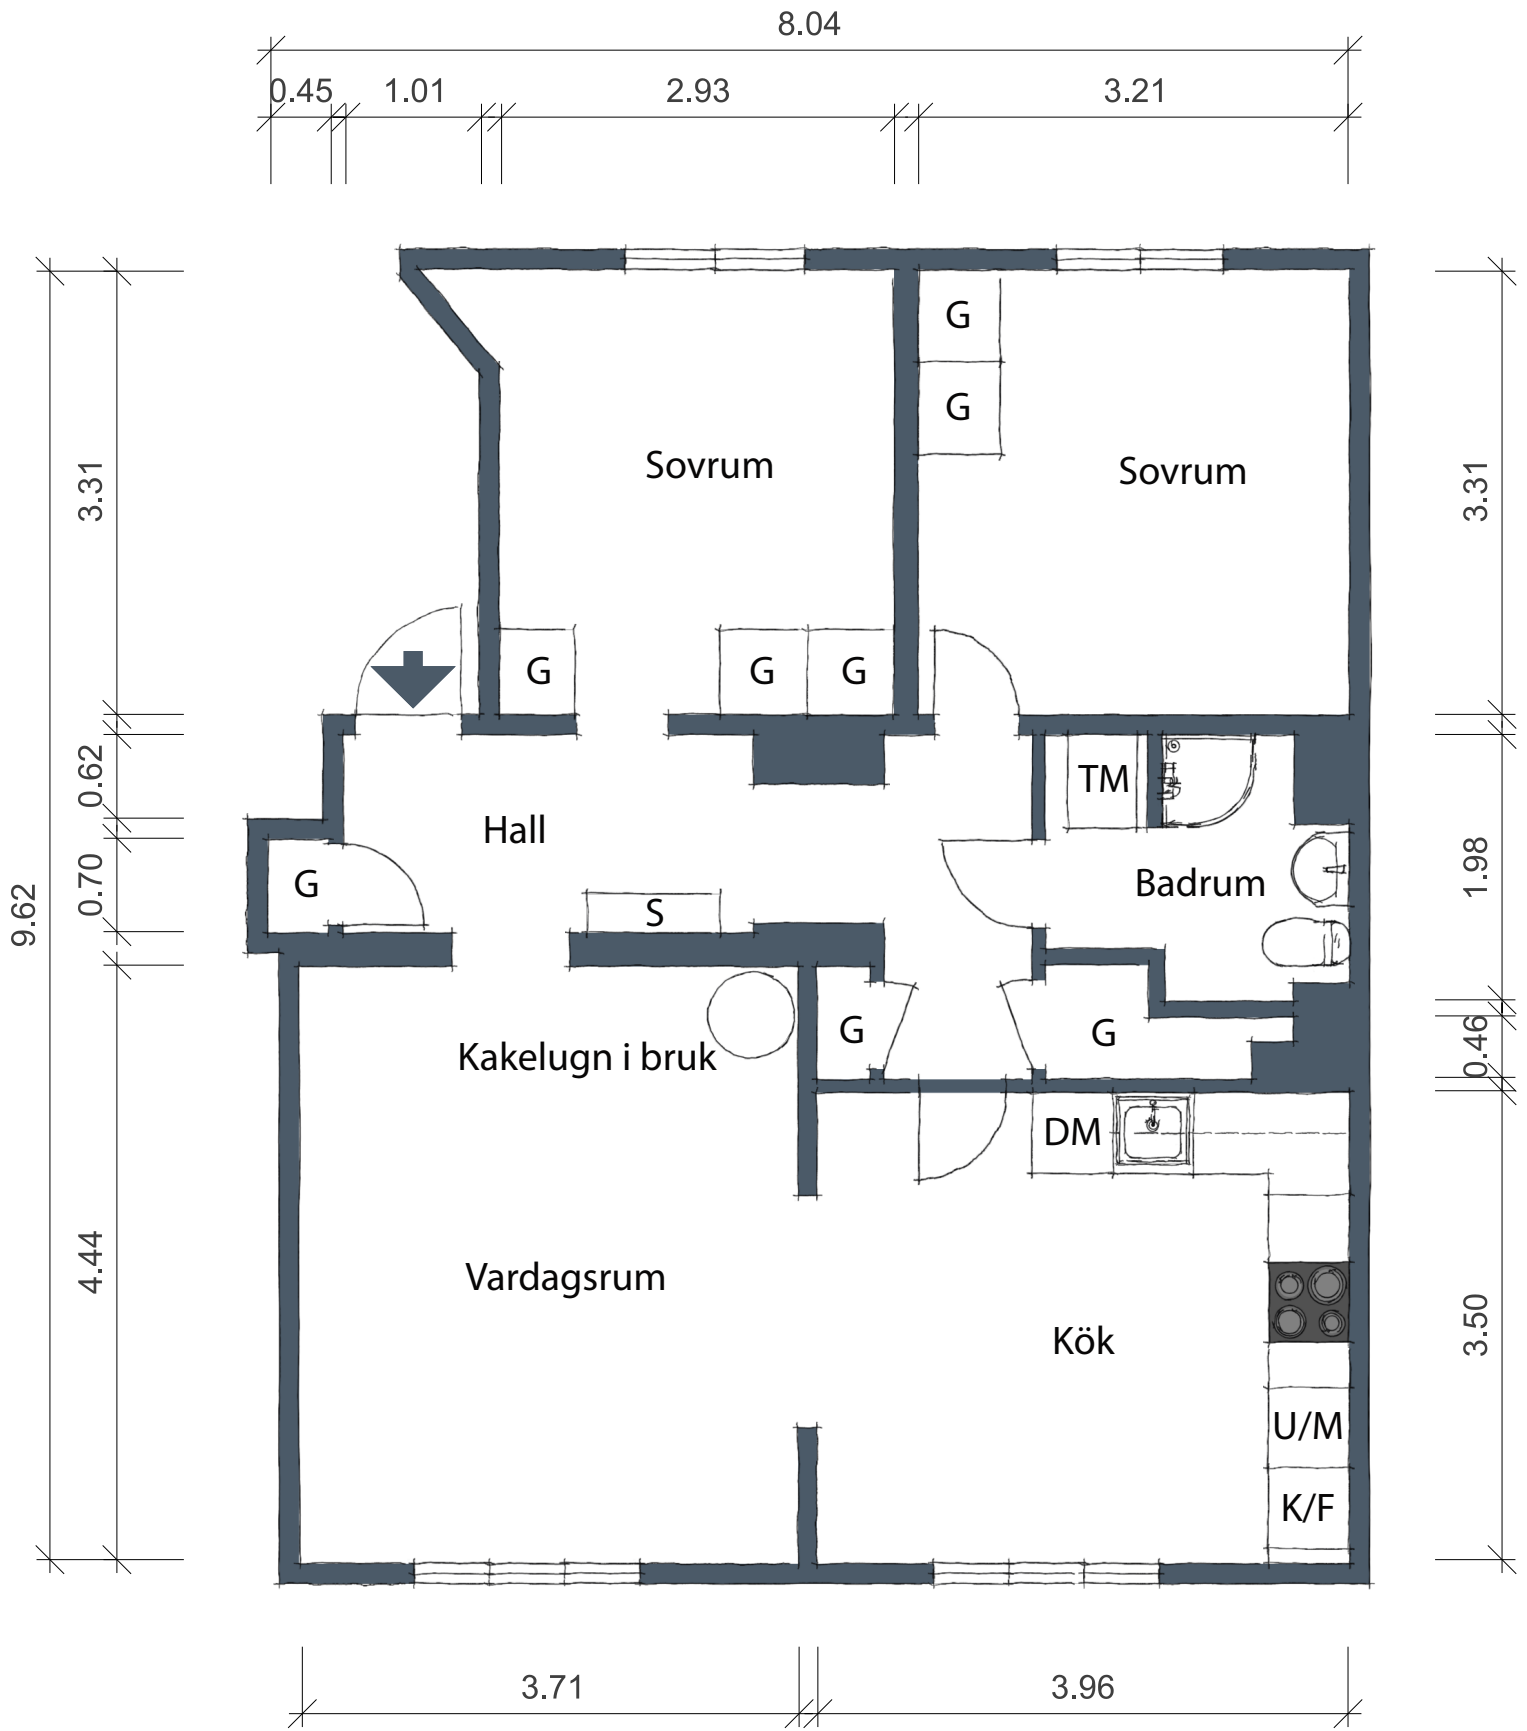 8.04
0.45 1.01 2.93 3.21
G
G
Sovrum
Sovrum
3.31
3.31
G
G
G
0.62
TM
Hall
0.70
G
S
Badrum
1.98
9.62
G
G
0.46
Kakelugn i bruk
DM
4.44
Vardagsrum
Kök
3.50
U/M
K/F
3.71
3.96